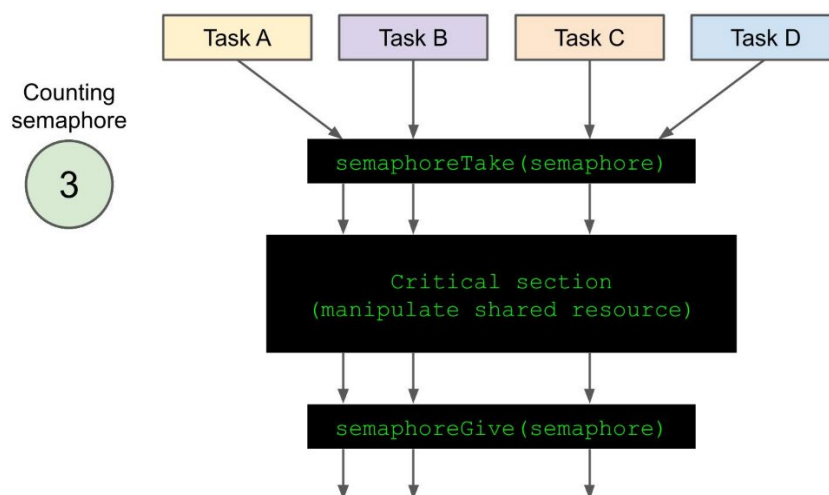 Task A
Task B
Task C
Task D
Counting
semaphore
3
semaphoreTake(semaphore)
Critical section
(manipulate shared resource)
semaphoreGive(semaphore)